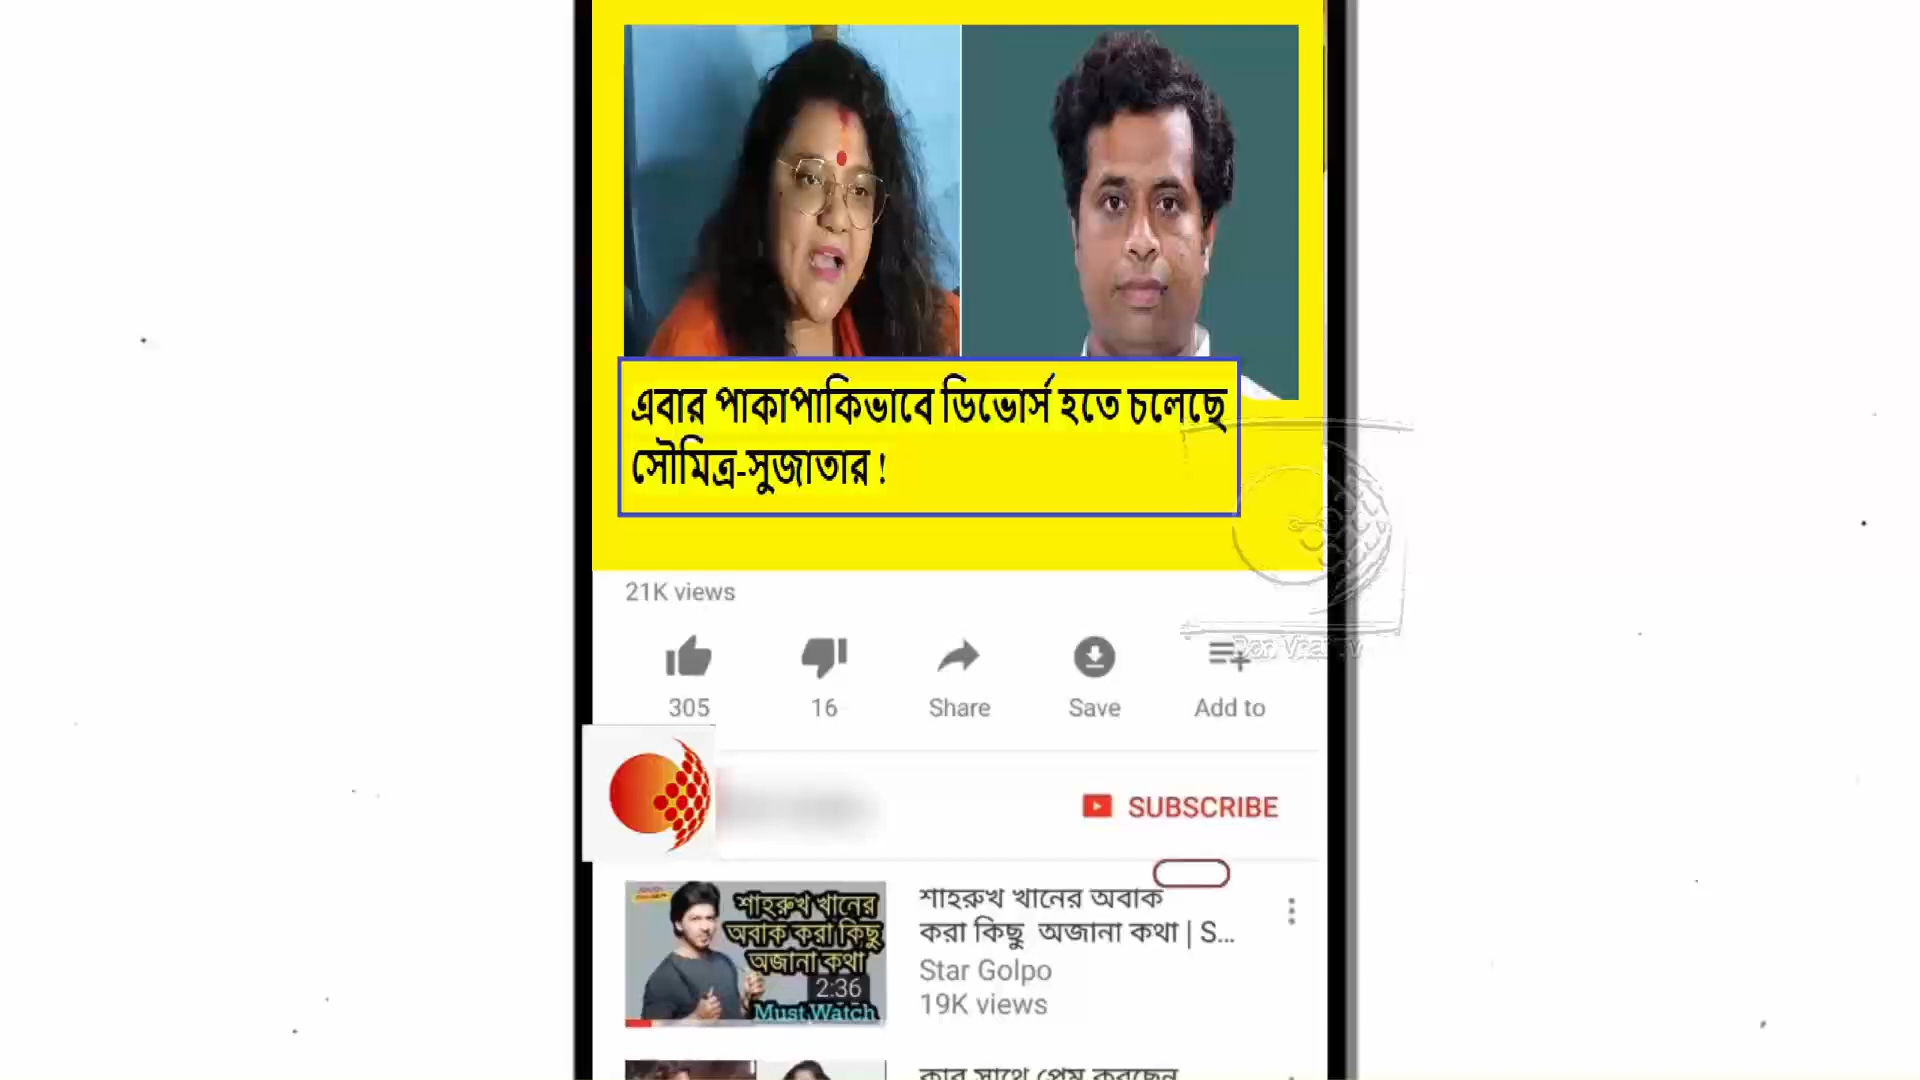 এবার পাকাপাকিভাবে ডিভোর্স হতে চলেছে
সৌমিত্র-সুজাতার !
21K views
305
16
Share
Save
Add to
SUBSCRIBE
শাহরুখ খানের
অবাক করা কিছু
অজানা কথা
2:36
Must Watch
শাহরুখ খানের অবাক
করা কিছু অজানা কথা | S...
Star Golpo
19K views
কার সাথে প্রেম করছেন